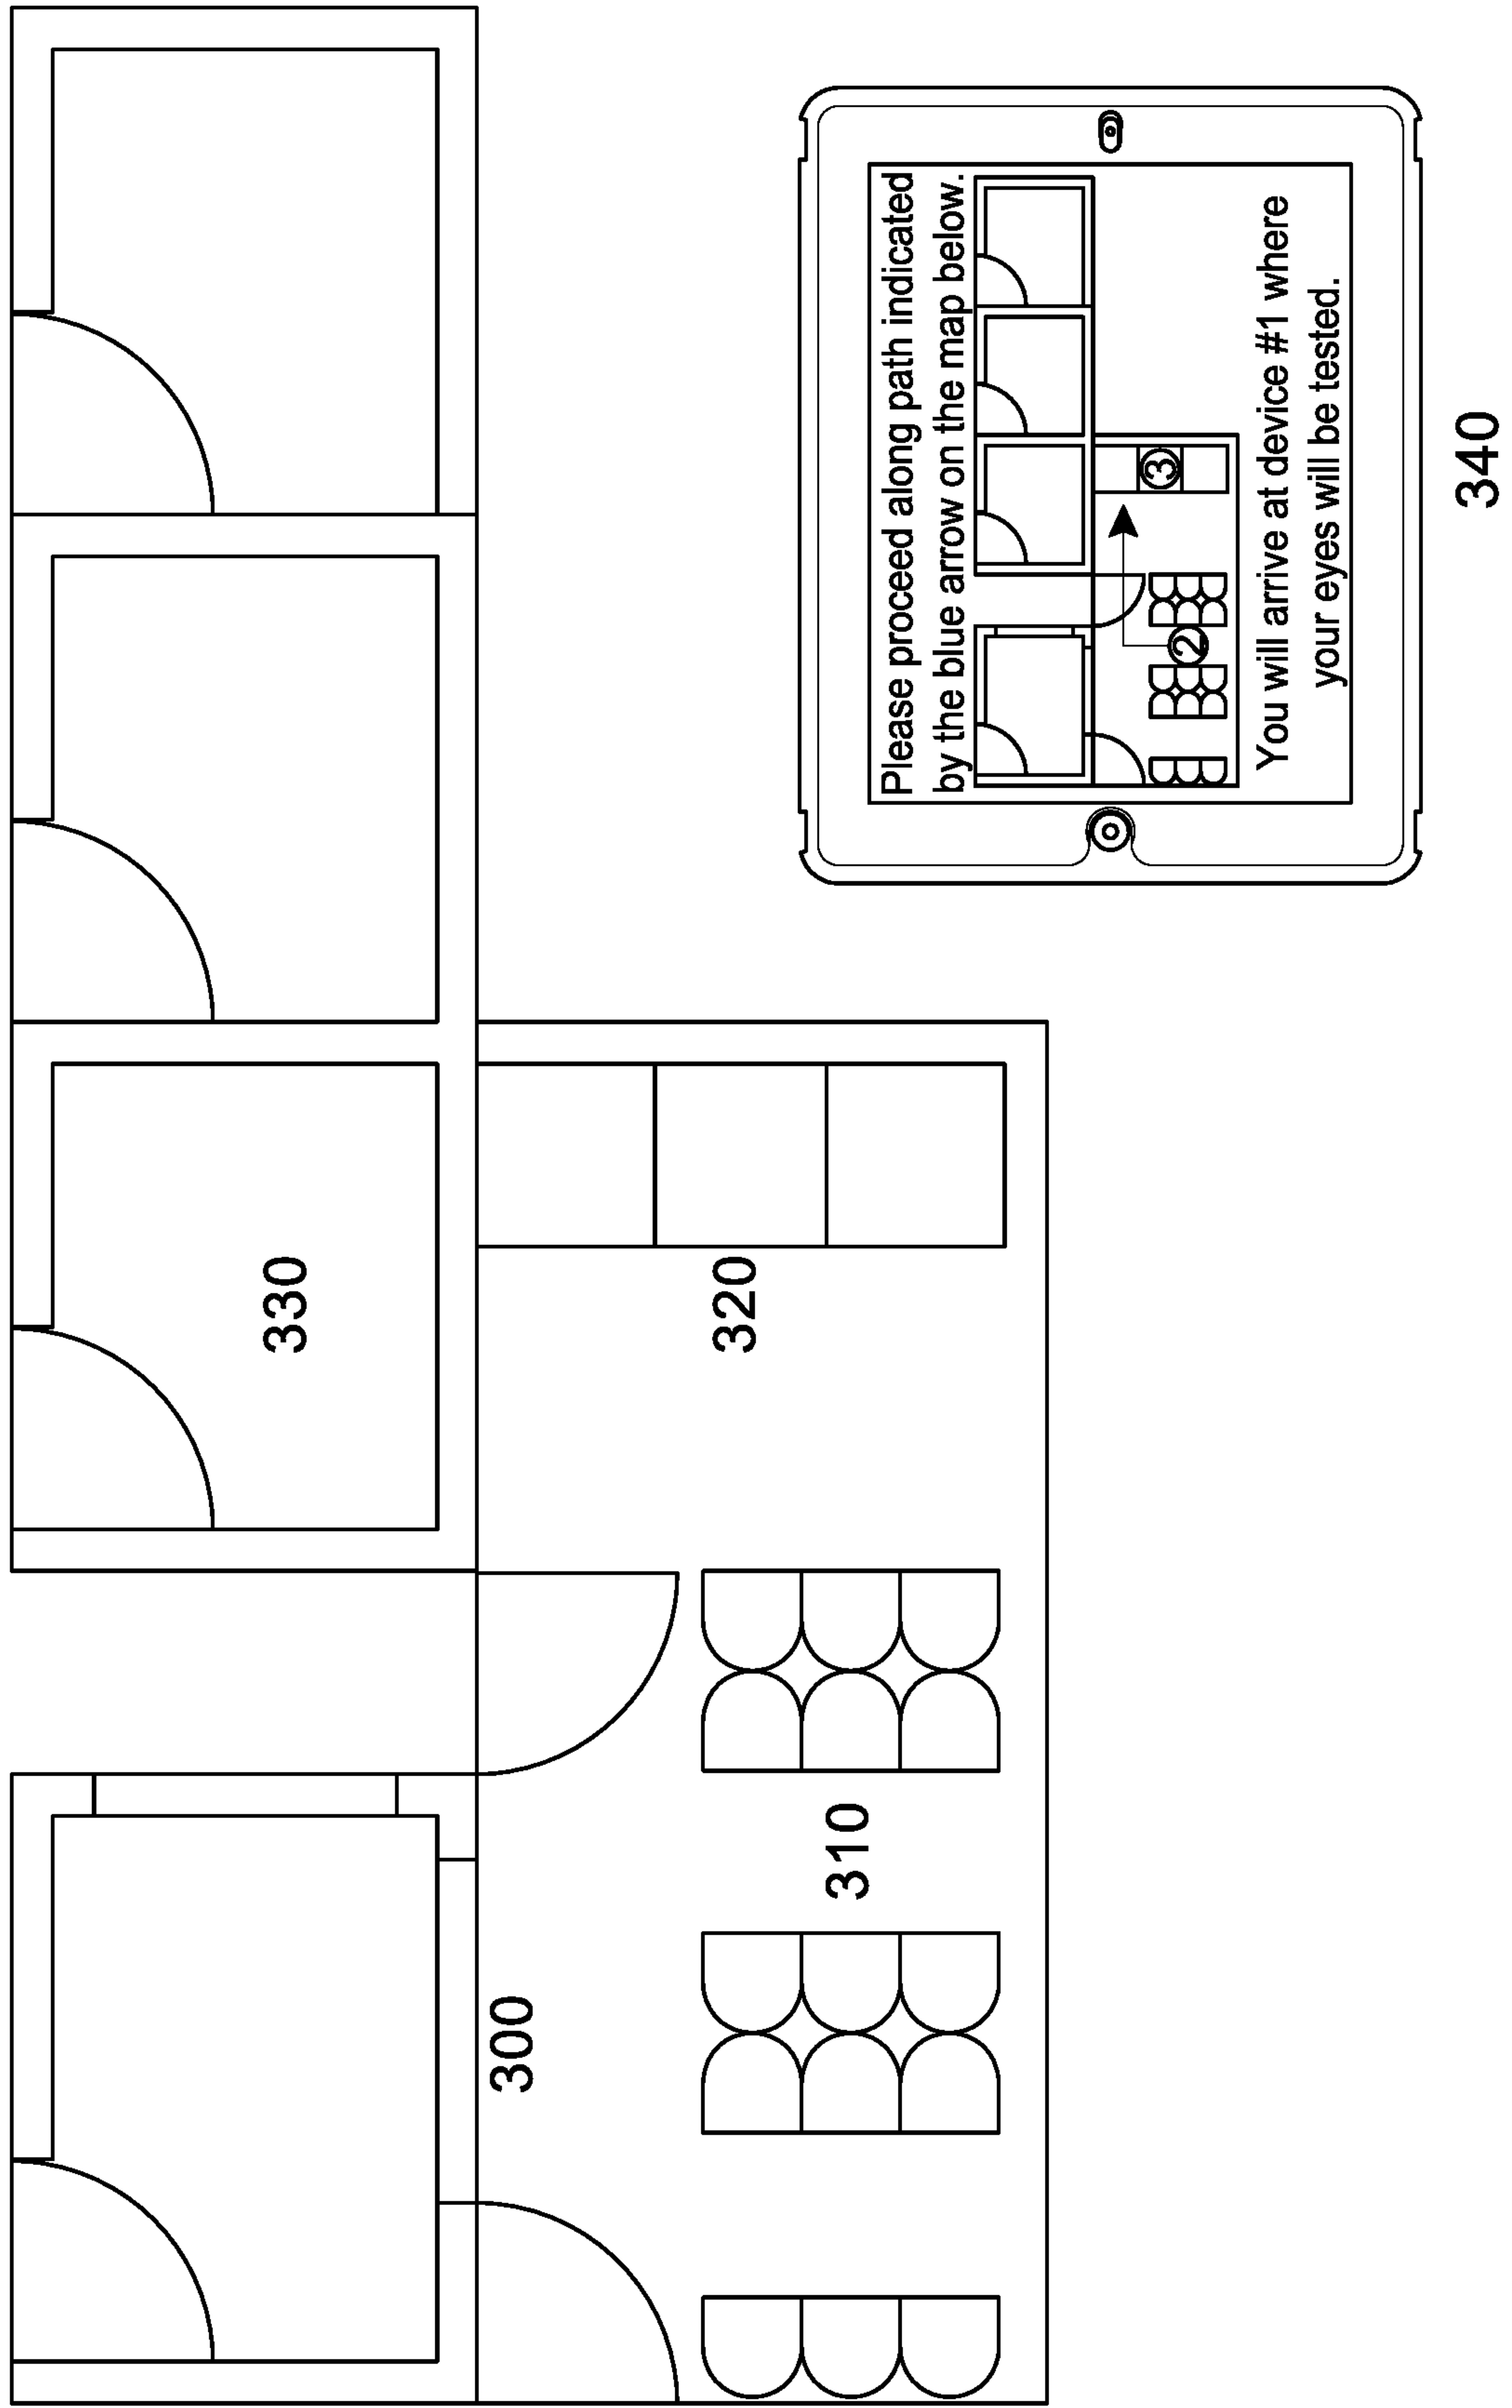 330
300
320
310
Please proceed along path indicated
by the blue arrow on the map below.
2
3
You will arrive at device #1 where
your eyes will be tested.
340